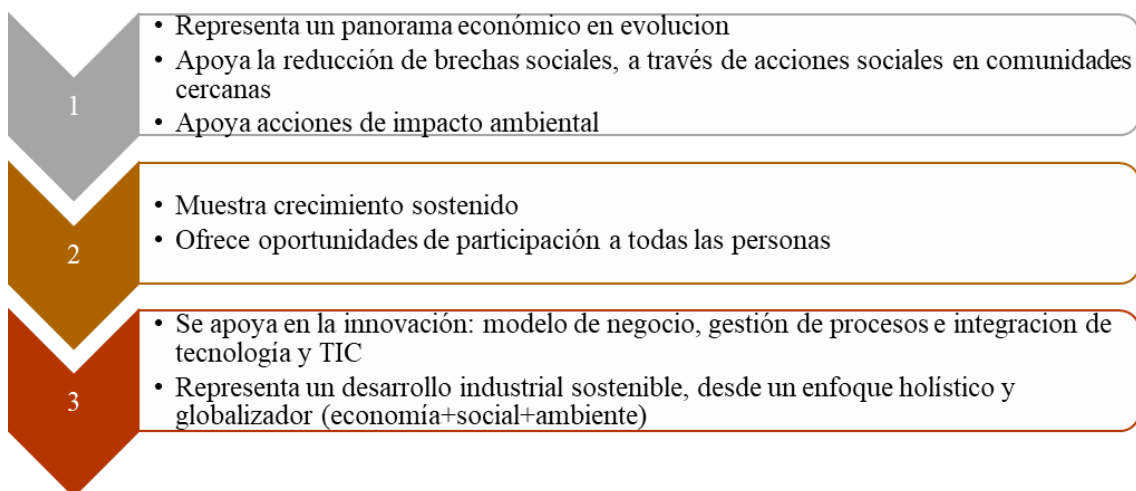 1
• Representa un panorama económico en evolucion
• Apoya la reducción de brechas sociales, a través de acciones sociales en comunidades
cercanas
• Apoya acciones de impacto ambiental
2
• Muestra crecimiento sostenido
• Ofrece oportunidades de participación a todas las personas
3
• Se apoya en la innovación: modelo de negocio, gestión de procesos e integracion de
tecnología y TIC
• Representa un desarrollo industrial sostenible, desde un enfoque holístico y
globalizador (economía+social+ambiente)